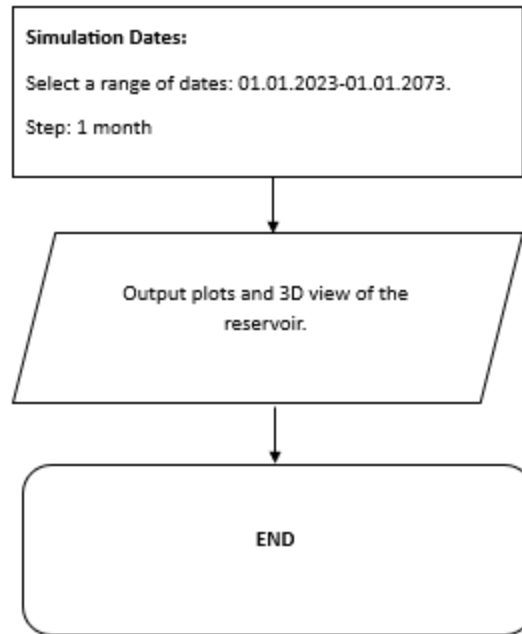 Simulation Dates:
Select a range of dates: 01.01.2023-01.01.2073.
Step: 1 month
Output plots and 3D view of the
reservoir.
END